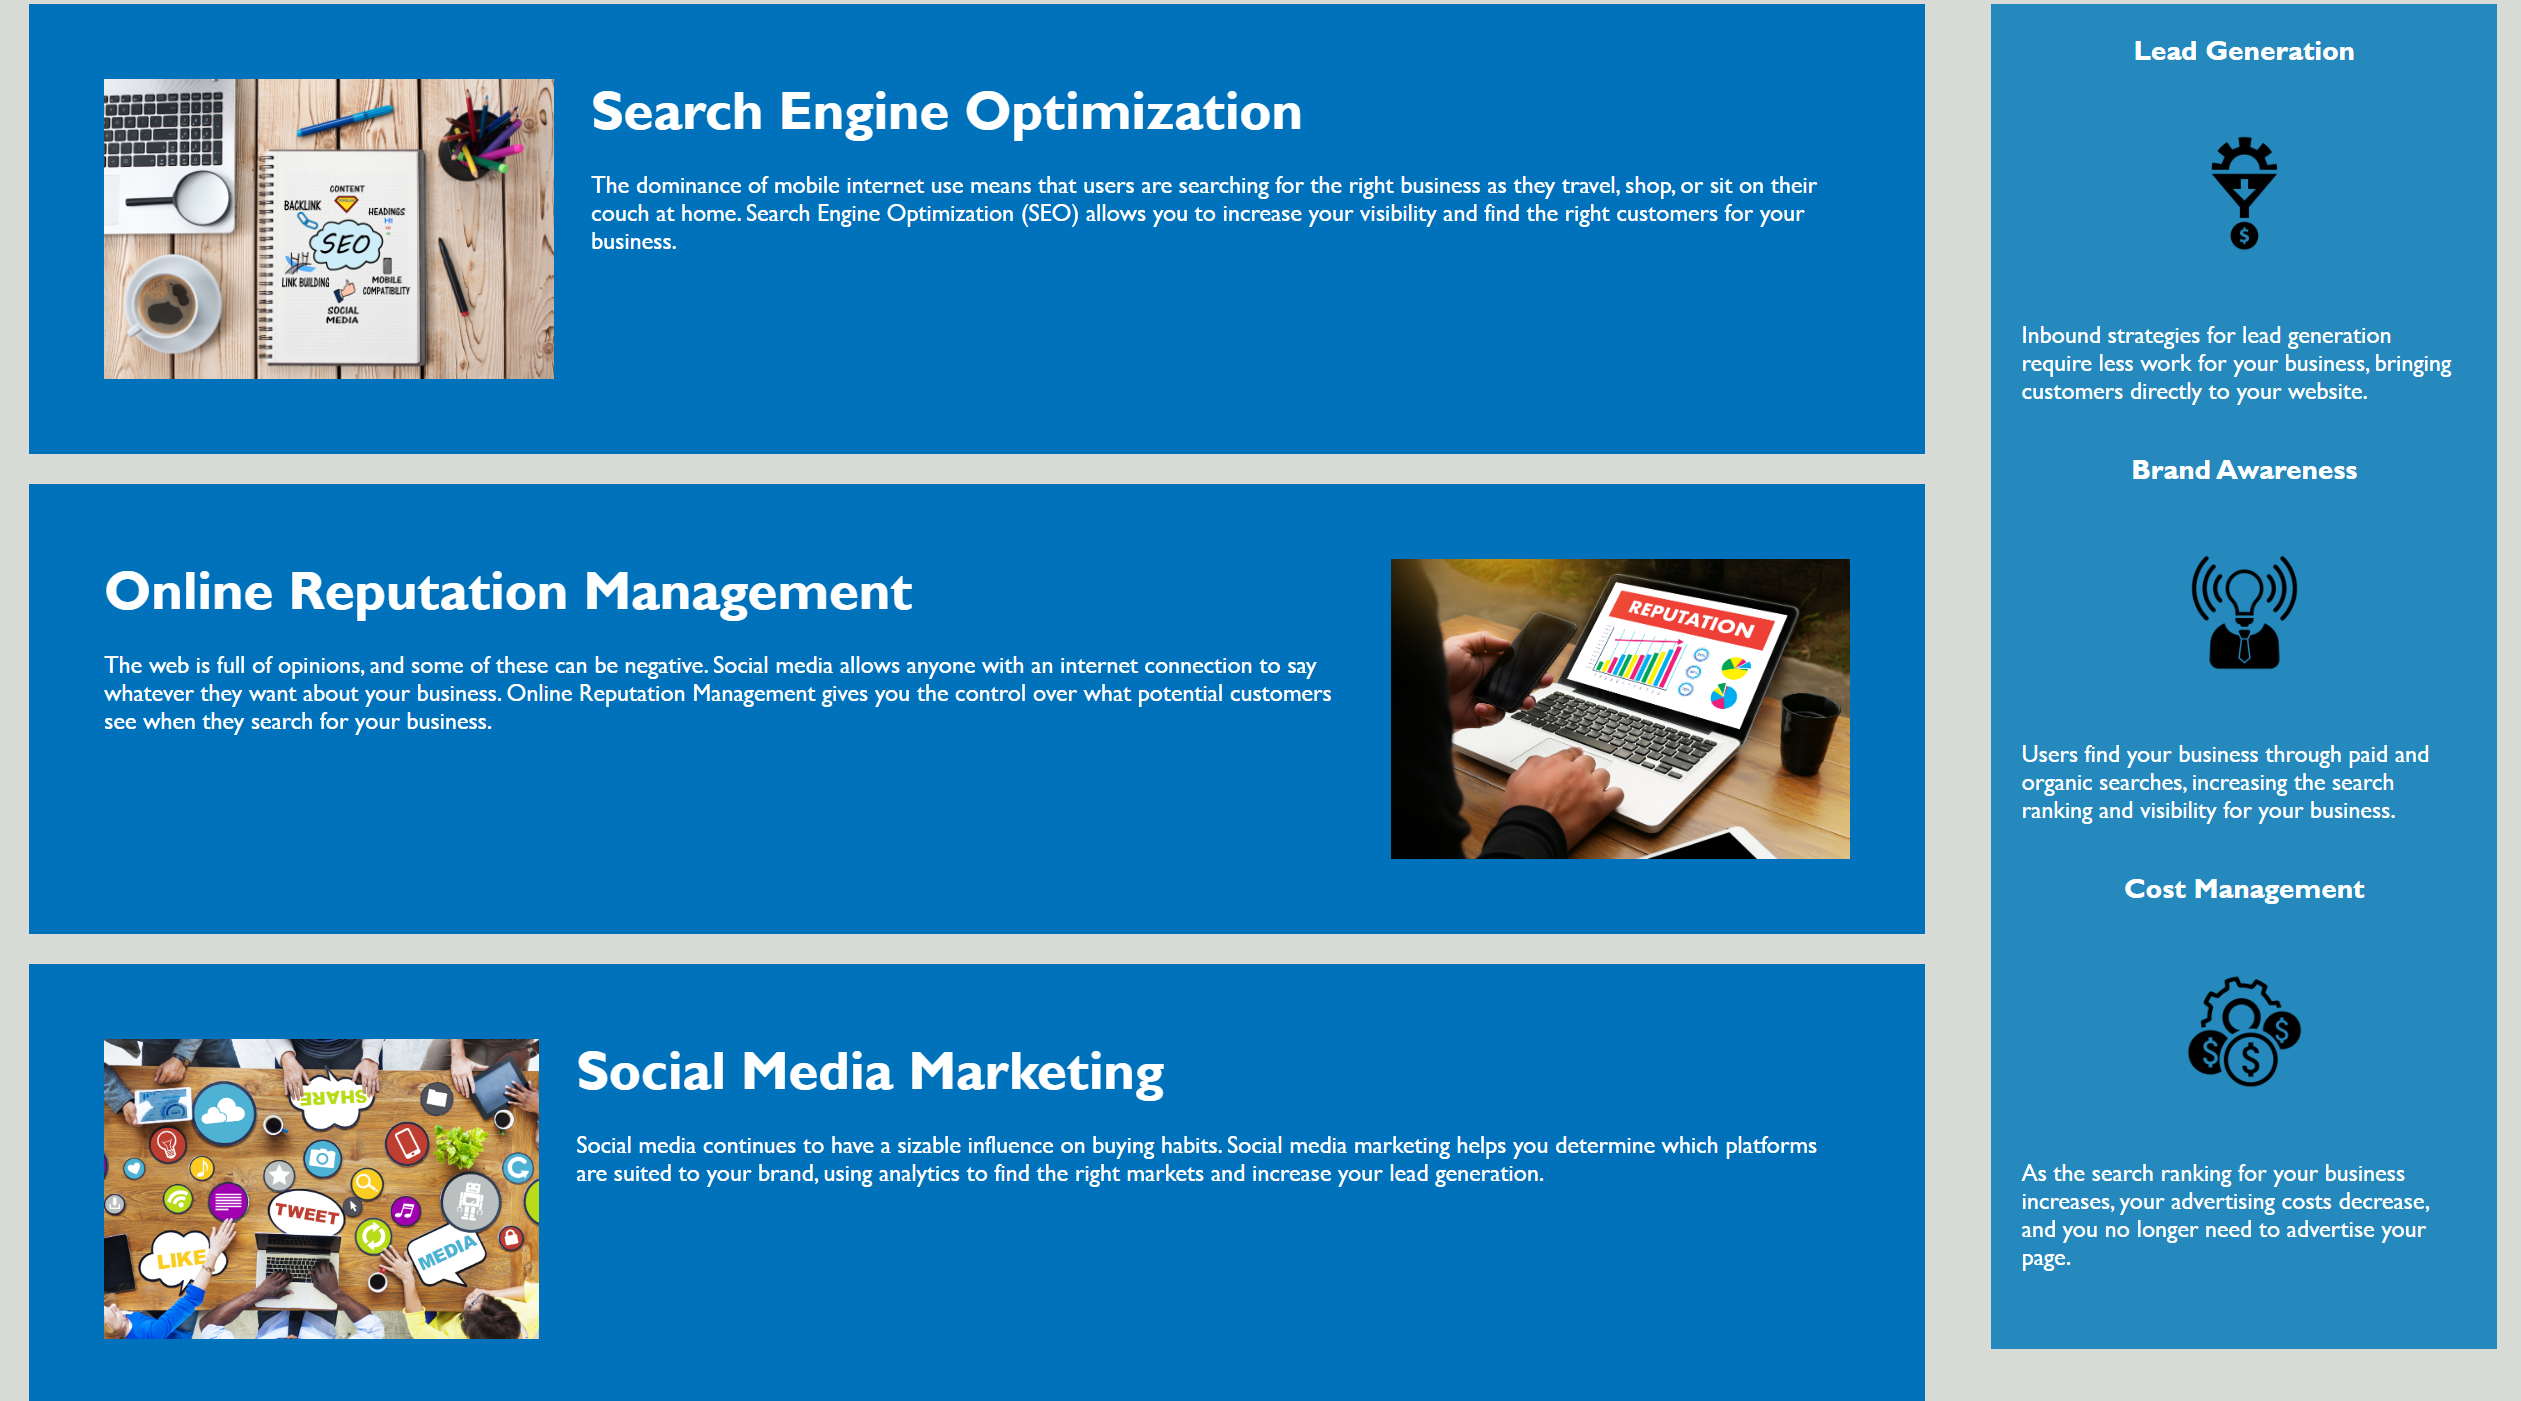 Search Engine Optimization
The dominance of mobile internet use means that users are searching for the right business as they travel, shop, or sit on their
couch at home. Search Engine Optimization (SEO) allows you to increase your visibility and find the right customers for your
business.
CONTENT
BACKLINK
HEADINGS
H1
SEO
LINK BUILDING
MOBILE
COMPATIBILITY
SOCIAL
MEDIA
Online Reputation Management
The web is full of opinions, and some of these can be negative. Social media allows anyone with an internet connection to say
whatever they want about your business. Online Reputation Management gives you the control over what potential customers
see when they search for your business.
REPUTATION
Social Media Marketing
Social media continues to have a sizable influence on buying habits. Social media marketing helps you determine which platforms
are suited to your brand, using analytics to find the right markets and increase your lead generation.
SHARE
TWEET
LIKE
MEDIA
Lead Generation
$
Inbound strategies for lead generation
require less work for your business, bringing
customers directly to your website.
Brand Awareness
Users find your business through paid and
organic searches, increasing the search
ranking and visibility for your business.
Cost Management
$ $ $
As the search ranking for your business
increases, your advertising costs decrease,
and you no longer need to advertise your
page.